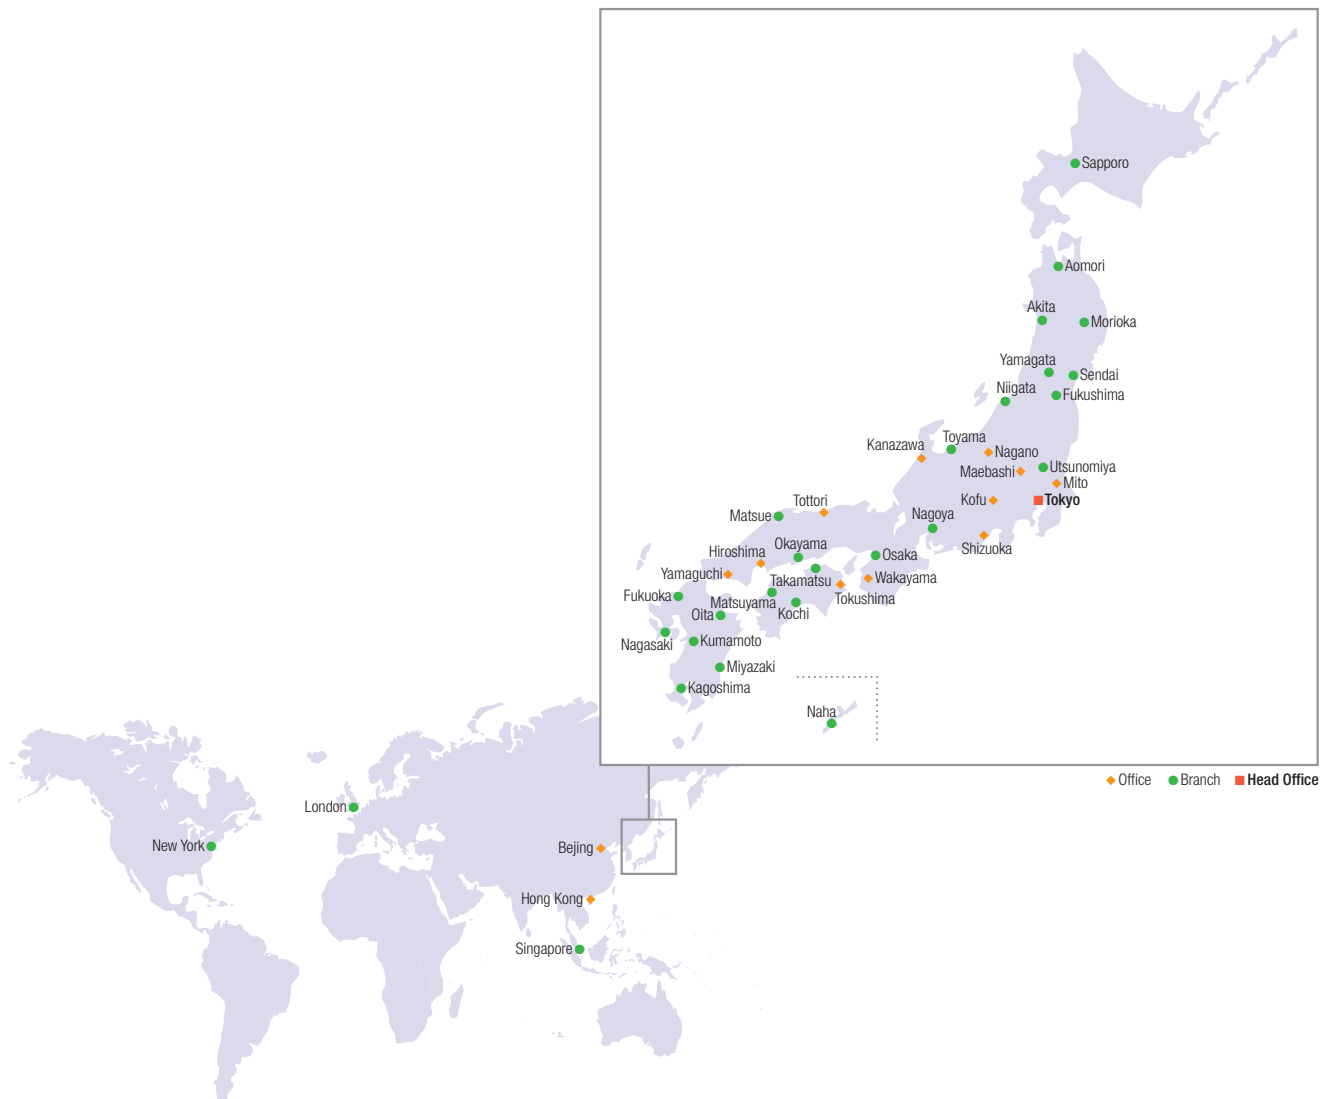 Sapporo
Aomori
Akita
Morioka
Yamagata
Sendai
Niigata
Fukushima
Toyama
Kanazawa
Nagano
Utsunomiya
Maebashi
Mito
Kofu
Tokyo
Tottori
Matsue
Nagoya
Shizuoka
Okayama
Hiroshima
Osaka
Yamaguchi
Takamatsu
Wakayama
Fukuoka
Matsuyama
Tokushima
Oita
Kochi
Nagasaki
Kumamoto
Miyazaki
Kagoshima
Naha
Office
Branch
Head Office
London
New York
Bejing
Hong Kong
Singapore